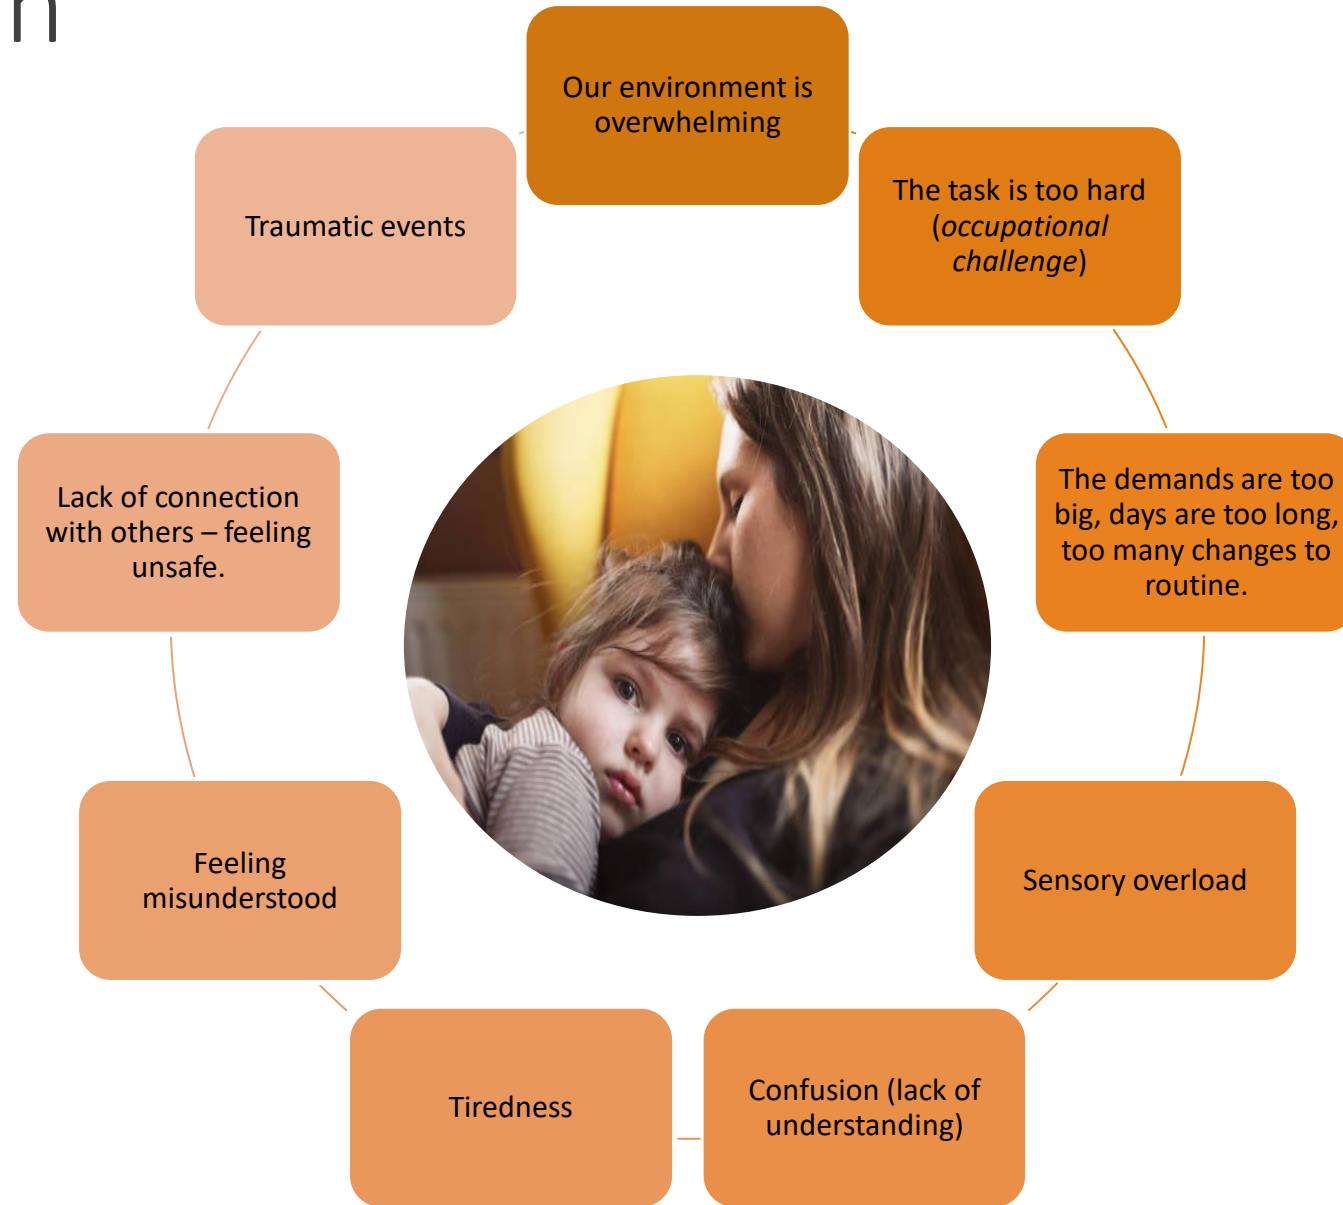 n
Our environment is
overwhelming
The task is too hard
(occupational
challenge)
The demands are too
big, days are too long,
too many changes to
routine.
Sensory overload
Confusion (lack of
understanding)
Tiredness
Feeling
misunderstood
Lack of connection
with others – feeling
unsafe.
Traumatic events